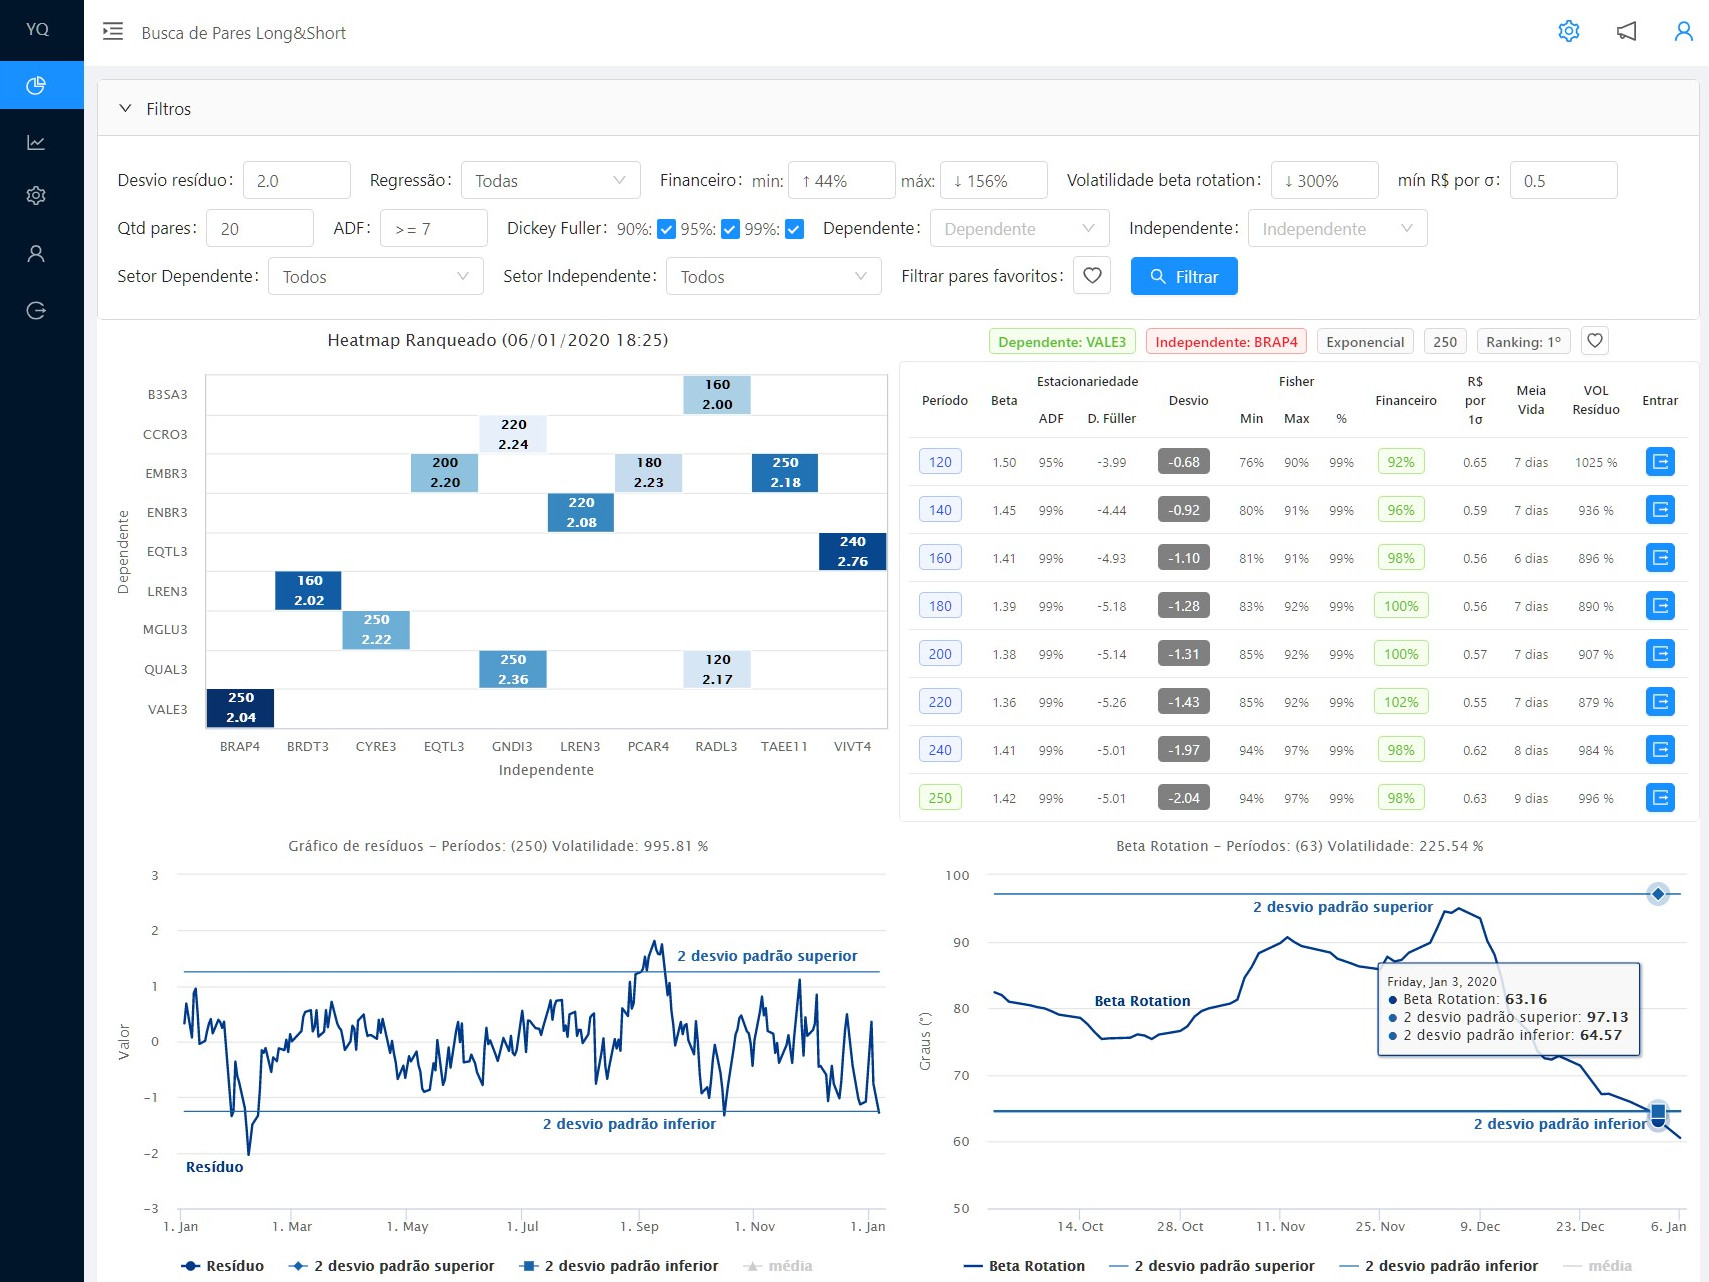 YQ
Busca de Pares Long&Short
Filtros
Desvio resíduo: 2.0 Regressão: Todas Financeiro: min: ↑ 44% máx: ↓ 156% Volatilidade beta rotation: ↓ 300% mín R$ por σ: 0.5
Qtd pares: 20 ADF: >= 7 Dickey Fuller: 90%: 95%: 99%: Dependente: Dependente Independente: Independente
Setor Dependente: Todos Setor Independente: Todos Filtrar pares favoritos: Filtrar
Heatmap Ranqueado (06/01/2020 18:25)
Dependente
B3SA3 160 2.00
CCRO3 220 2.24
EMBR3 200 2.20 180 2.23 250 2.18
ENBR3 220 2.08
EQTL3 240 2.76
LREN3 160 2.02
MGLU3 250 2.22
QUAL3 250 2.36 120 2.17
VALE3 250 2.04
BRAP4 BRDT3 CYRE3 EQTL3 GNDI3 LREN3 PCAR4 RADL3 TAEE11 VIVT4
Independente
Dependente: VALE3 Independente: BRAP4 Exponencial 250 Ranking: 1º
Período Beta Estacionariedade ADF D. Füller Desvio Fisher Min Max % Financeiro R$ por 1σ Meia Vida VOL Resíduo Entrar
120 1.50 95% -3.99 -0.68 76% 90% 99% 92% 0.65 7 dias 1025 %
140 1.45 99% -4.44 -0.92 80% 91% 99% 96% 0.59 7 dias 936 %
160 1.41 99% -4.93 -1.10 81% 91% 99% 98% 0.56 6 dias 896 %
180 1.39 99% -5.18 -1.28 83% 92% 99% 100% 0.56 7 dias 890 %
200 1.38 99% -5.14 -1.31 85% 92% 99% 100% 0.57 7 dias 907 %
220 1.36 99% -5.26 -1.43 85% 92% 99% 102% 0.55 7 dias 879 %
240 1.41 99% -5.01 -1.97 94% 97% 99% 98% 0.62 8 dias 984 %
250 1.42 99% -5.01 -2.04 94% 97% 99% 98% 0.63 9 dias 996 %
Gráfico de resíduos - Períodos: (250) Volatilidade: 995.81 %
Valor
3
2
1
0
-1
-2
-3
2 desvio padrão superior
2 desvio padrão inferior
Resíduo
1. Jan 1. Mar 1. May 1. Jul 1. Sep 1. Nov 1. Jan
Resíduo 2 desvio padrão superior 2 desvio padrão inferior média
Beta Rotation - Períodos: (63) Volatilidade: 225.54 %
Graus (°)
100
90
80
70
60
50
2 desvio padrão superior
Beta Rotation
Friday, Jan 3, 2020
Beta Rotation: 63.16
2 desvio padrão superior: 97.13
2 desvio padrão inferior: 64.57
2 desvio padrão inferior
14. Oct 28. Oct 11. Nov 25. Nov 9. Dec 23. Dec 6. Jan
Beta Rotation 2 desvio padrão superior 2 desvio padrão inferior média